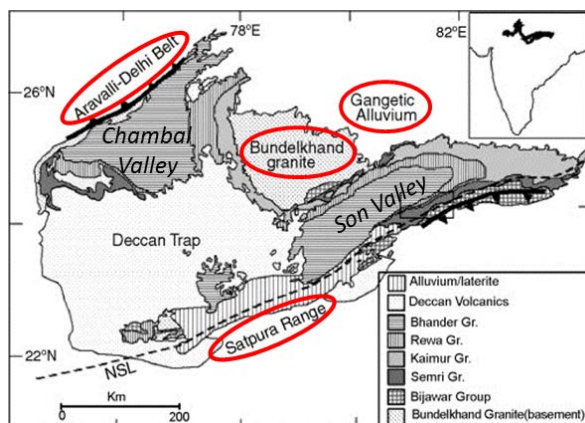 78°E
82°E
26°N
Aravalli-Delhi Belt
Gangetic
Alluvium
Chambal
Valley
Bundelkhand
granite
Son Valley
Deccan Trap
Satpura Range
22°N
NSL
Km
0
200
Alluvium/laterite
Deccan Volcanics
Bhander Gr.
Rewa Gr.
Kaimur Gr.
Semri Gr.
Bijawar Group
Bundelkhand Granite(basement)